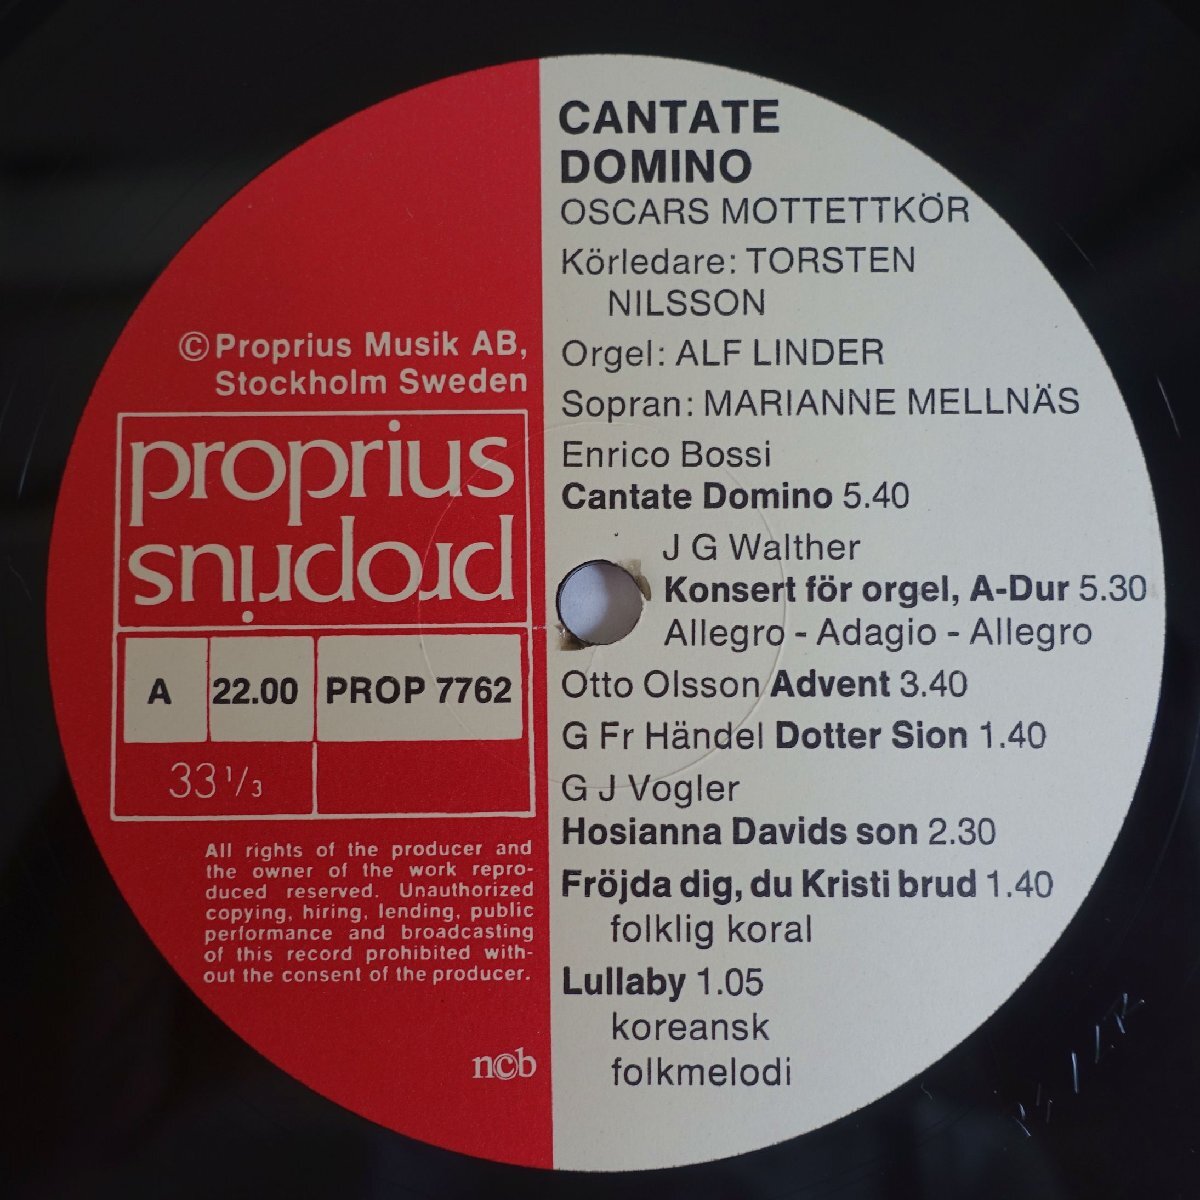 CANTATE
DOMINO
OSCARS MOTTETTKÖR
Körledare: TORSTEN
NILSSON
Orgel: ALF LINDER
Sopran: MARIANNE MELLNÄS
Enrico Bossi
Cantate Domino 5.40
J G Walther
Konsert för orgel, A-Dur 5.30
Allegro - Adagio - Allegro
Otto Olsson Advent 3.40
G Fr Händel Dotter Sion 1.40
G J Vogler
Hosianna Davids son 2.30
Fröjda dig, du Kristi brud 1.40
folklig koral
Lullaby 1.05
koreansk
folkmelodi
©Proprius Musik AB,
Stockholm Sweden
proprius
proprius
A 22.00 PROP 7762
33 1/3
All rights of the producer and
the owner of the work repro-
duced reserved. Unauthorized
copying, hiring, lending, public
performance and broadcasting
of this record prohibited with-
out the consent of the producer.
ncb